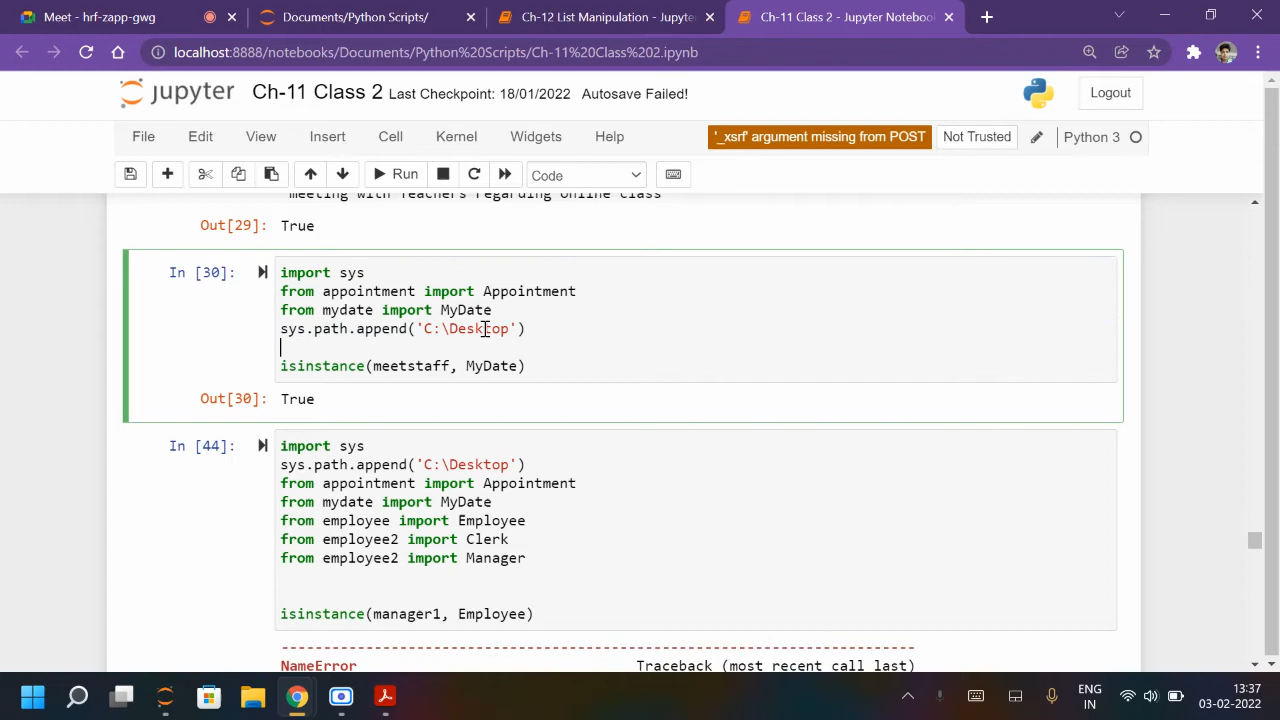 Meet - hrf-zapp-gwg
Documents/Python Scripts/
Ch-12 List Manipulation - Jupyte
Ch-11 Class 2 - Jupyter Notebook
localhost:8888/notebooks/Documents/Python%20Scripts/Ch-11%20Class%202.ipynb
jupyter Ch-11 Class 2 Last Checkpoint: 18/01/2022 Autosave Failed!
Logout
File Edit View Insert Cell Kernel Widgets Help
'_xsrf' argument missing from POST
Not Trusted
Python 3
Run
Code
meeting with Teachers regarding online class
Out[29]: True
In [30]: import sys
from appointment import Appointment
from mydate import MyDate
sys.path.append('C:\Desktop')
isinstance(meetstaff, MyDate)
Out[30]: True
In [44]: import sys
sys.path.append('C:\Desktop')
from appointment import Appointment
from mydate import MyDate
from employee import Employee
from employee2 import Clerk
from employee2 import Manager
isinstance(manager1, Employee)
---------------------------------------------------------------------------
NameError Traceback (most recent call last)
ENG
IN
13:37
03-02-2022